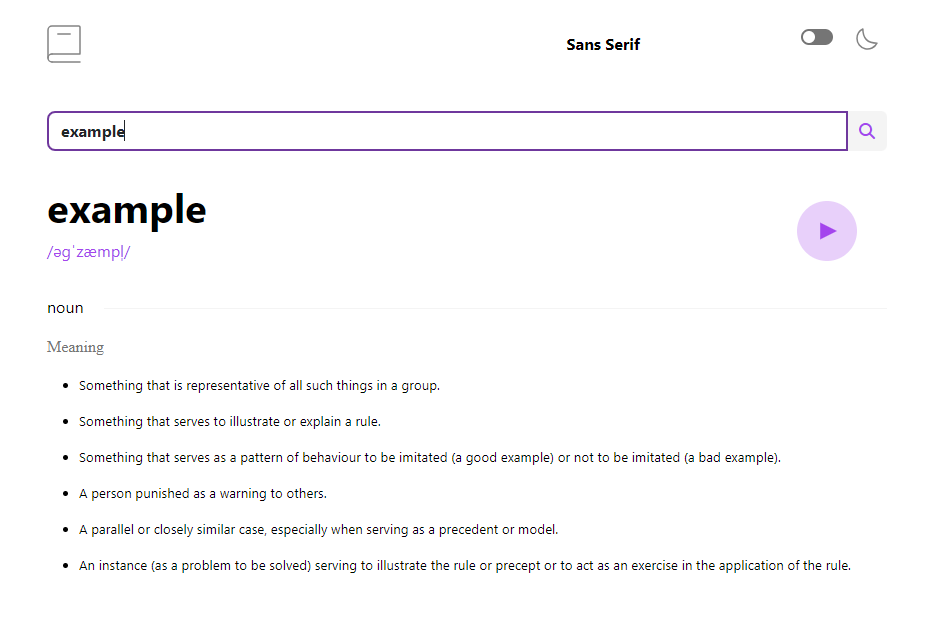 Sans Serif
example
example
/əɡˈzæmpl̩/
noun
Meaning
Something that is representative of all such things in a group.
Something that serves to illustrate or explain a rule.
Something that serves as a pattern of behaviour to be imitated (a good example) or not to be imitated (a bad example).
A person punished as a warning to others.
A parallel or closely similar case, especially when serving as a precedent or model.
An instance (as a problem to be solved) serving to illustrate the rule or precept or to act as an exercise in the application of the rule.